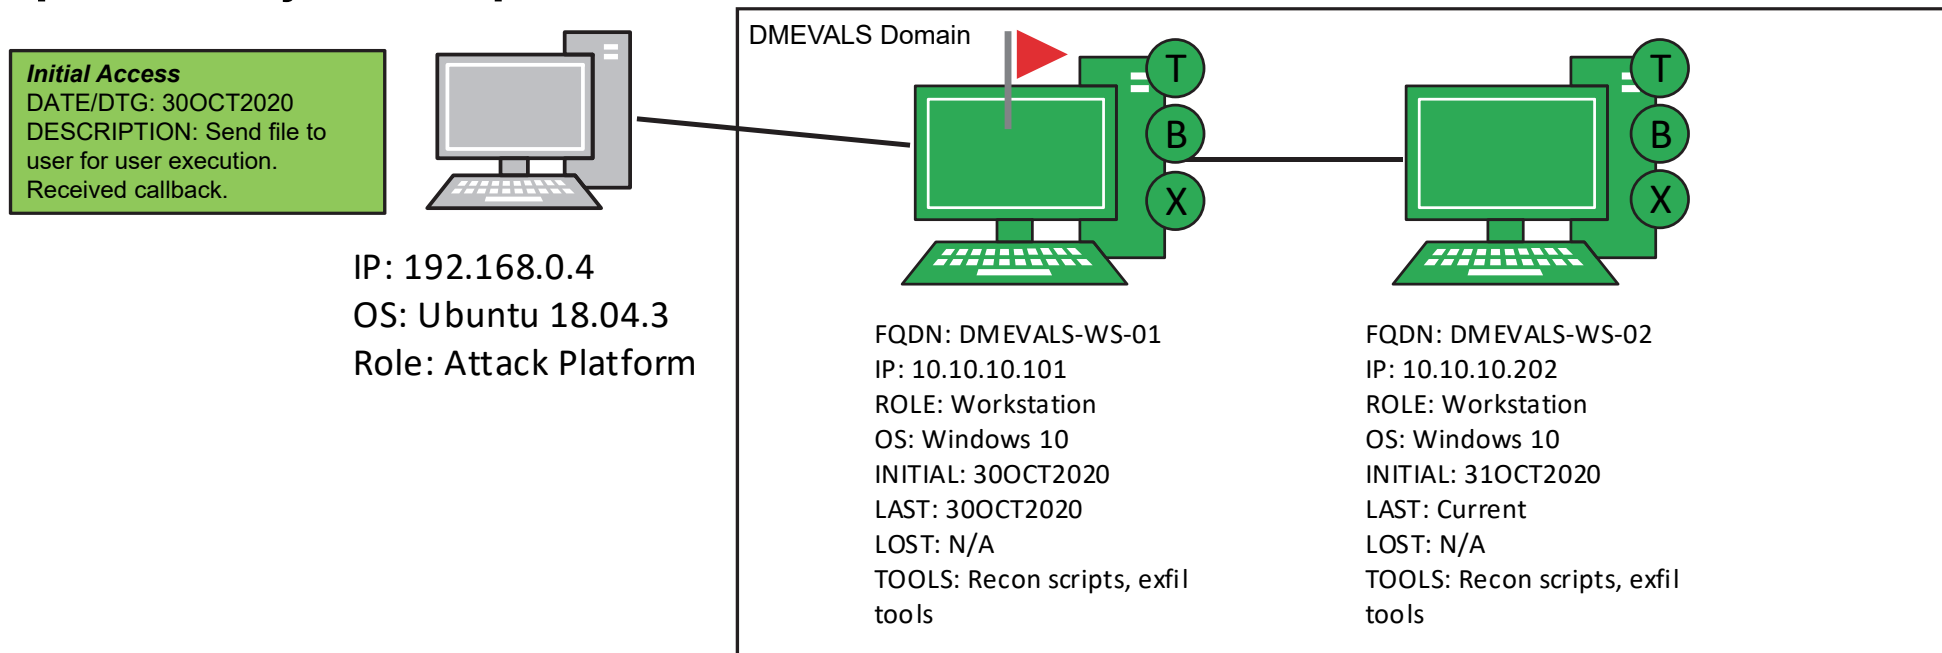 Initial Access
DATE/DTG: 30OCT2020
DESCRIPTION: Send file to
user for user execution.
Received callback.
IP: 192.168.0.4
OS: Ubuntu 18.04.3
Role: Attack Platform
DMEVALS Domain
T
B
X
FQDN: DMEVALS-WS-01
IP: 10.10.10.101
ROLE: Workstation
OS: Windows 10
INITIAL: 30OCT2020
LAST: 30OCT2020
LOST: N/A
TOOLS: Recon scripts, exfil
tools
T
B
X
FQDN: DMEVALS-WS-02
IP: 10.10.10.202
ROLE: Workstation
OS: Windows 10
INITIAL: 31OCT2020
LAST: Current
LOST: N/A
TOOLS: Recon scripts, exfil
tools